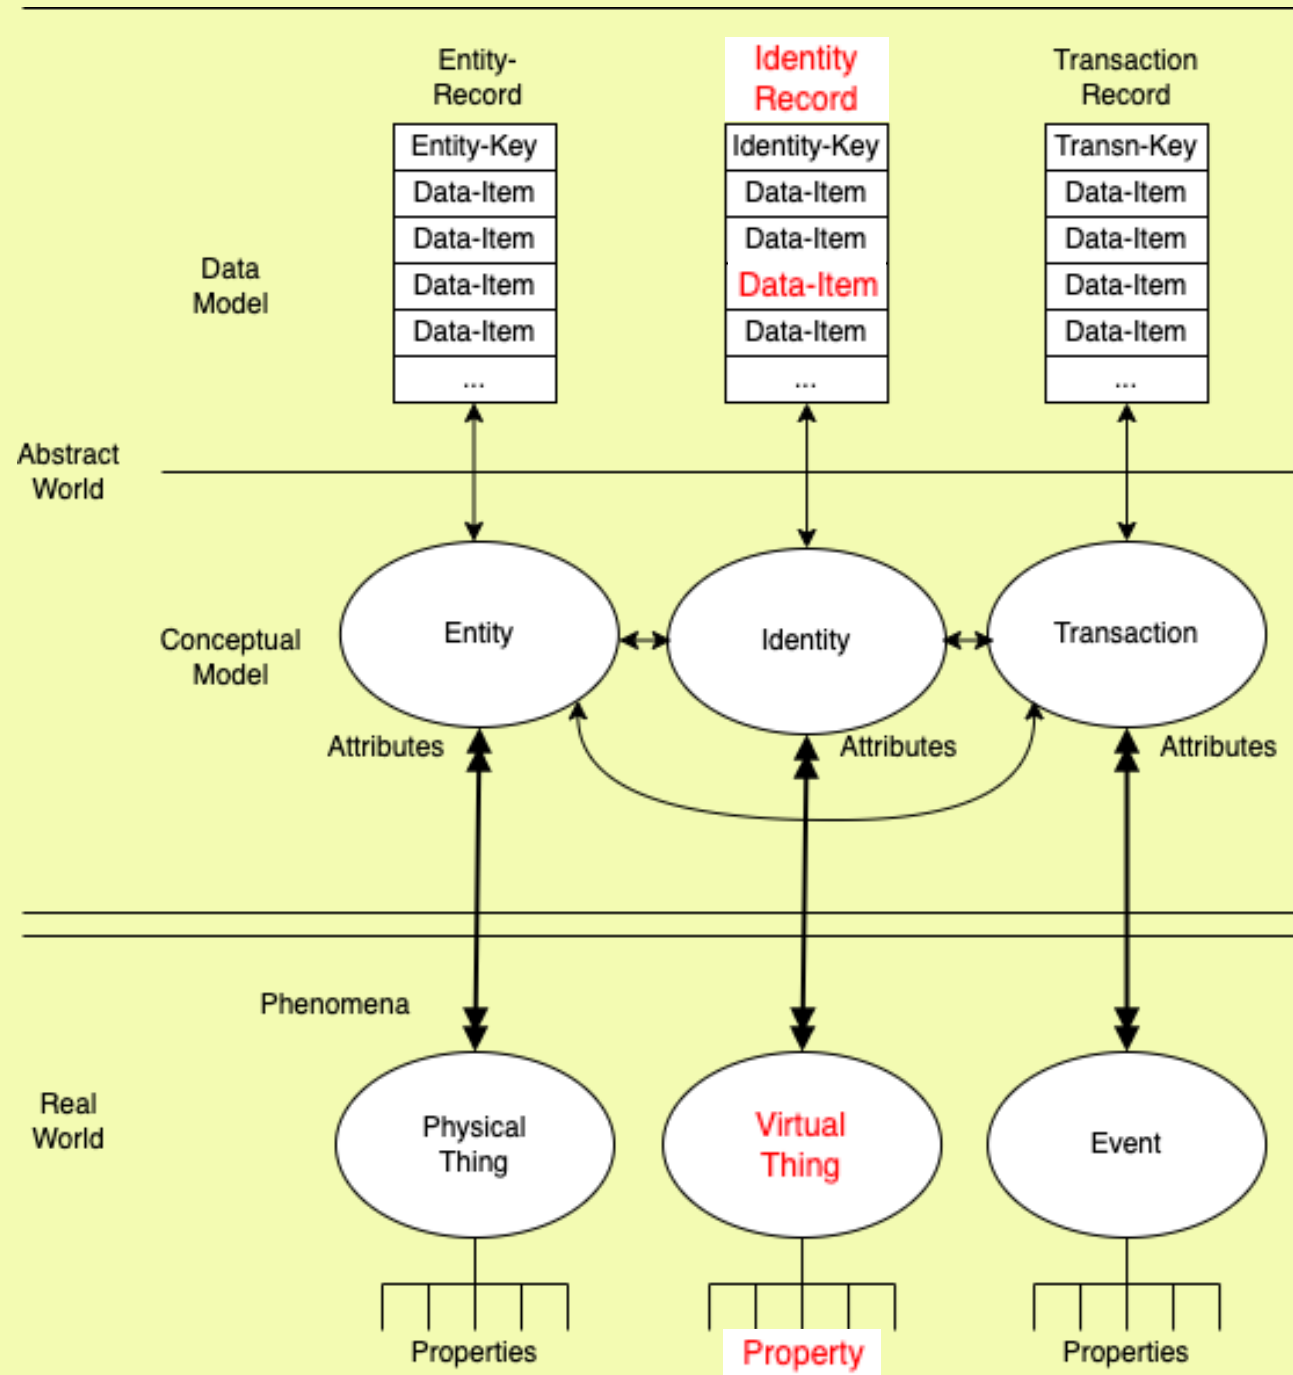 Entity-
Record
Identity
Record
Transaction
Record
Entity-Key
Identity-Key
Transn-Key
Data-Item
Data-Item
Data-Item
Data-Item
Data-Item
Data-Item
Data
Model
Data-Item
Data-Item
Data-Item
Data-Item
Data-Item
Data-Item
...
...
...
Abstract
World
Conceptual
Model
Entity
Identity
Transaction
Attributes
Attributes
Attributes
Phenomena
Real
World
Physical
Thing
Virtual
Thing
Event
Properties
Property
Properties